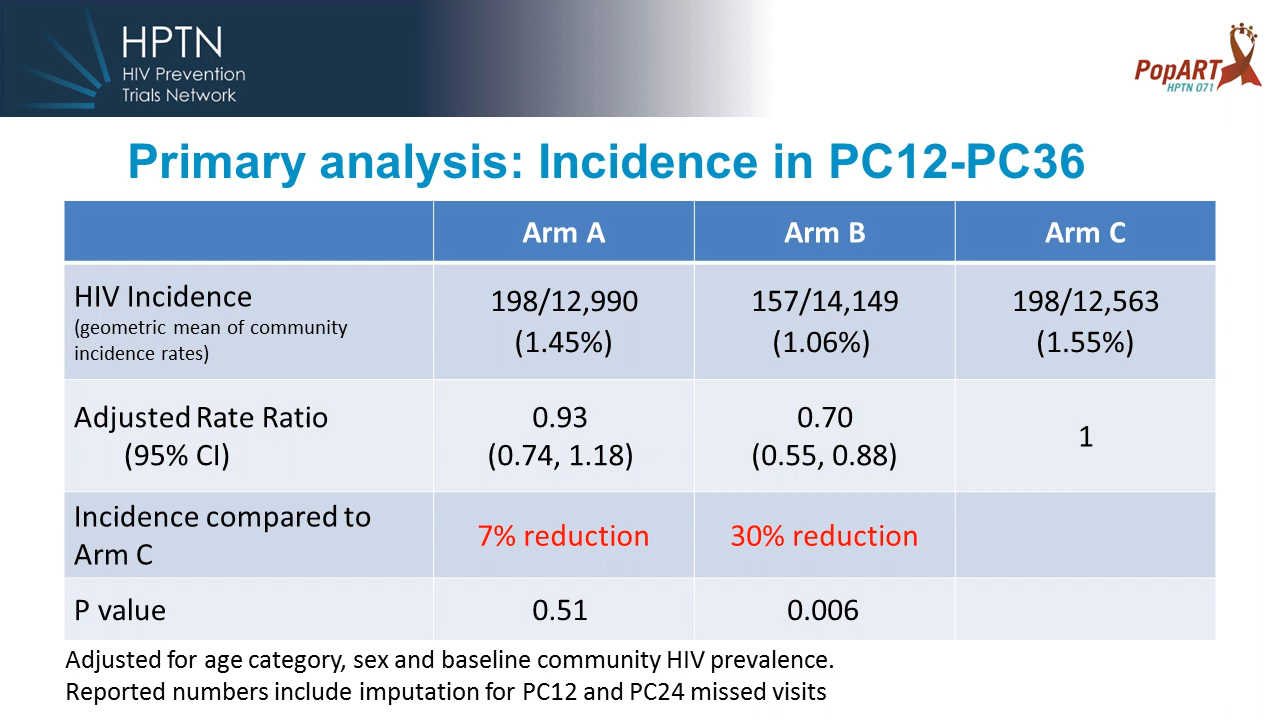 HPTN
HIV Prevention
Trials Network
PopART
HPTN 071
Primary analysis: Incidence in PC12-PC36
Arm A Arm B Arm C
HIV Incidence
(geometric mean of community
incidence rates)
198/12,990
(1.45%)
157/14,149
(1.06%)
198/12,563
(1.55%)
Adjusted Rate Ratio
(95% CI)
0.93
(0.74, 1.18)
0.70
(0.55, 0.88)
1
Incidence compared to
Arm C
7% reduction
30% reduction
P value
0.51
0.006
Adjusted for age category, sex and baseline community HIV prevalence.
Reported numbers include imputation for PC12 and PC24 missed visits